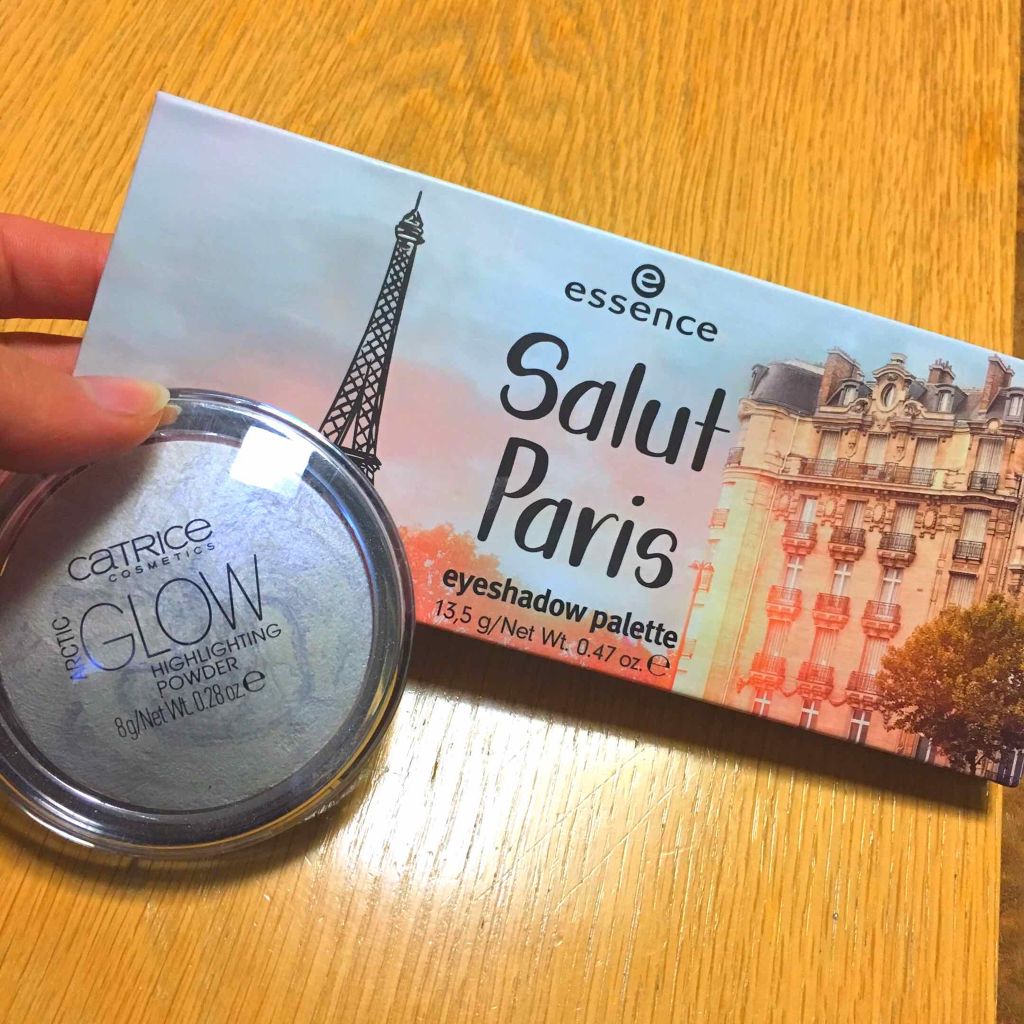 e
essence
Salut
Paris
eyeshadow palette
13,5 g/Net Wt. 0.47 oz. ℮
CATRICE
COSMETICS
ARCTIC
GLOW
HIGHLIGHTING
POWDER
8g/Net Wt. 0.28 oz ℮